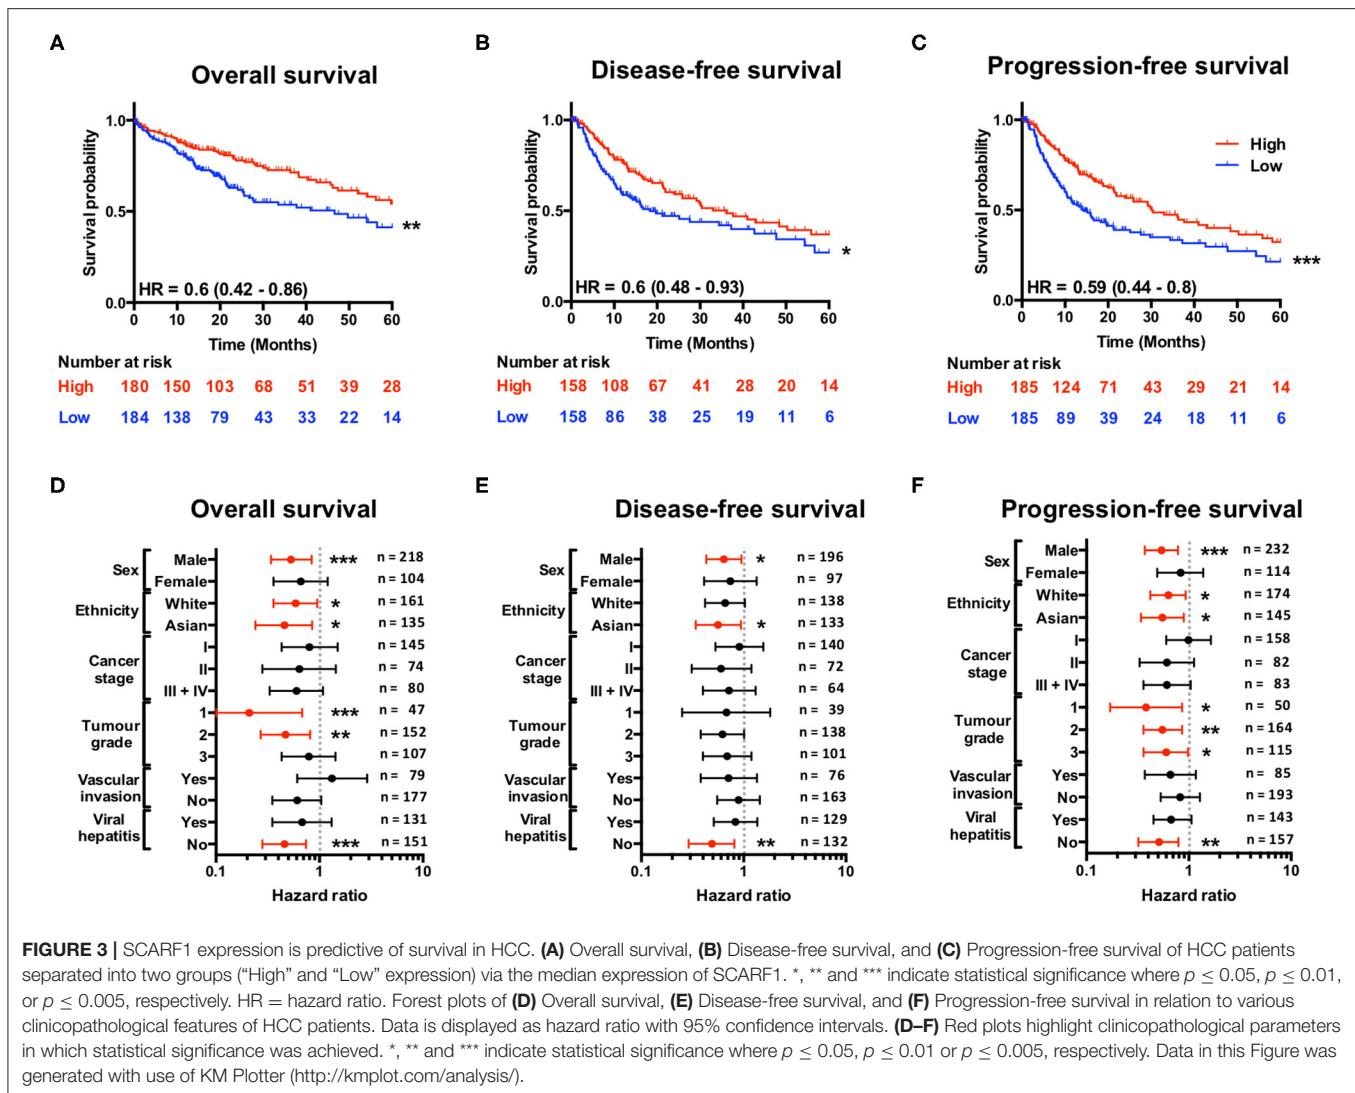 A
Overall survival
Survival probability
1.0
0.5
0.0
HR = 0.6 (0.42 - 0.86)
**
0 10 20 30 40 50 60
Time (Months)
Number at risk
High 180 150 103 68 51 39 28
Low 184 138 79 43 33 22 14
B
Disease-free survival
Survival probability
1.0
0.5
0.0
HR = 0.6 (0.48 - 0.93)
*
0 10 20 30 40 50 60
Time (Months)
Number at risk
High 158 108 67 41 28 20 14
Low 158 86 38 25 19 11 6
C
Progression-free survival
Survival probability
1.0
0.5
0.0
High
Low
HR = 0.59 (0.44 - 0.8)
***
0 10 20 30 40 50 60
Time (Months)
Number at risk
High 185 124 71 43 29 21 14
Low 185 89 39 24 18 11 6
D
Overall survival
Sex
Male *** n = 218
Female n = 104
Ethnicity
White * n = 161
Asian * n = 135
Cancer
stage
I n = 145
II n = 74
III + IV n = 80
Tumour
grade
1 *** n = 47
2 ** n = 152
3 n = 107
Vascular
invasion
Yes n = 79
No n = 177
Viral
hepatitis
Yes n = 131
No *** n = 151
0.1 1 10
Hazard ratio
E
Disease-free survival
Sex
Male * n = 196
Female n = 97
Ethnicity
White n = 138
Asian * n = 133
Cancer
stage
I n = 140
II n = 72
III + IV n = 64
Tumour
grade
1 n = 39
2 n = 138
3 n = 101
Vascular
invasion
Yes n = 76
No n = 163
Viral
hepatitis
Yes n = 129
No ** n = 132
0.1 1 10
Hazard ratio
F
Progression-free survival
Sex
Male *** n = 232
Female n = 114
Ethnicity
White * n = 174
Asian * n = 145
Cancer
stage
I n = 158
II n = 82
III + IV n = 83
Tumour
grade
1 * n = 50
2 ** n = 164
3 * n = 115
Vascular
invasion
Yes n = 85
No n = 193
Viral
hepatitis
Yes n = 143
No ** n = 157
0.1 1 10
Hazard ratio
FIGURE 3 | SCARF1 expression is predictive of survival in HCC. (A) Overall survival, (B) Disease-free survival, and (C) Progression-free survival of HCC patients
separated into two groups (“High” and “Low” expression) via the median expression of SCARF1. *, ** and *** indicate statistical significance where p ≤ 0.05, p ≤ 0.01,
or p ≤ 0.005, respectively. HR = hazard ratio. Forest plots of (D) Overall survival, (E) Disease-free survival, and (F) Progression-free survival in relation to various
clinicopathological features of HCC patients. Data is displayed as hazard ratio with 95% confidence intervals. (D–F) Red plots highlight clinicopathological parameters
in which statistical significance was achieved. *, ** and *** indicate statistical significance where p ≤ 0.05, p ≤ 0.01 or p ≤ 0.005, respectively. Data in this Figure was
generated with use of KM Plotter (http://kmplot.com/analysis/).